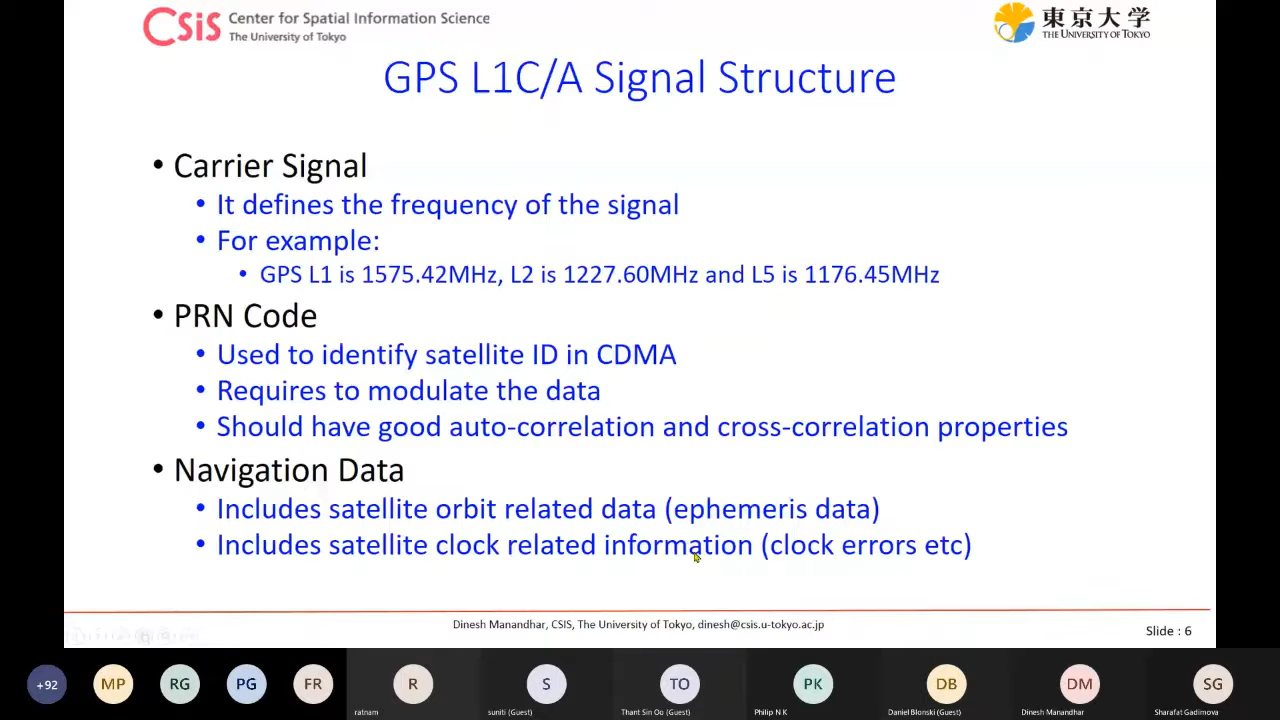 CSiS Center for Spatial Information Science
The University of Tokyo
東京大学
THE UNIVERSITY OF TOKYO
GPS L1C/A Signal Structure
• Carrier Signal
• It defines the frequency of the signal
• For example:
• GPS L1 is 1575.42MHz, L2 is 1227.60MHz and L5 is 1176.45MHz
• PRN Code
• Used to identify satellite ID in CDMA
• Requires to modulate the data
• Should have good auto-correlation and cross-correlation properties
• Navigation Data
• Includes satellite orbit related data (ephemeris data)
• Includes satellite clock related information (clock errors etc)
Dinesh Manandhar, CSIS, The University of Tokyo, dinesh@csis.u-tokyo.ac.jp
Slide : 6
+92 MP RG PG FR R S TO PK DB DM SG
ratnam suniti (Guest) Thant Sin Oo (Guest) Philip N K Daniel Blonski (Guest) Dinesh Manandhar Sharafat Gadimova